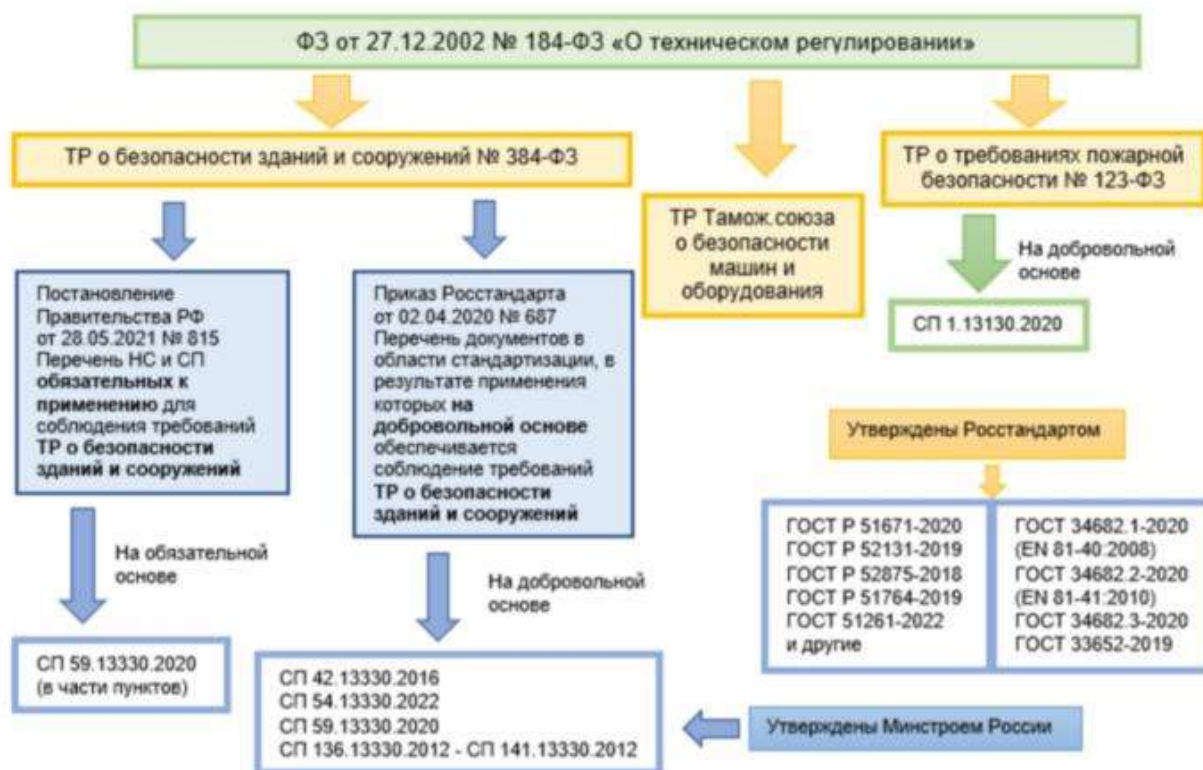 ФЗ от 27.12.2002 № 184-ФЗ «О техническом регулировании»
ТР о безопасности зданий и сооружений № 384-ФЗ
ТР Тамож.союза
о безопасности
машин и
оборудования
ТР о требованиях пожарной
безопасности № 123-ФЗ
На добровольной
основе
СП 1.13130.2020
Постановление
Правительства РФ
от 28.05.2021 № 815
Перечень НС и СП
обязательных к
применению для
соблюдения требований
ТР о безопасности
зданий и сооружений
Приказ Росстандарта
от 02.04.2020 № 687
Перечень документов в
области стандартизации, в
результате применения
которых на
добровольной основе
обеспечивается
соблюдение требований
ТР о безопасности
зданий и сооружений
На обязательной
основе
На добровольной
основе
СП 59.13330.2020
(в части пунктов)
СП 42.13330.2016
СП 54.13330.2022
СП 59.13330.2020
СП 136.13330.2012 - СП 141.13330.2012
Утверждены Росстандартом
ГОСТ Р 51671-2020
ГОСТ Р 52131-2019
ГОСТ Р 52875-2018
ГОСТ Р 51764-2019
ГОСТ 51261-2022
и другие
ГОСТ 34682.1-2020
(EN 81-40:2008)
ГОСТ 34682.2-2020
(EN 81-41:2010)
ГОСТ 34682.3-2020
ГОСТ 33652-2019
Утверждены Минстроем России